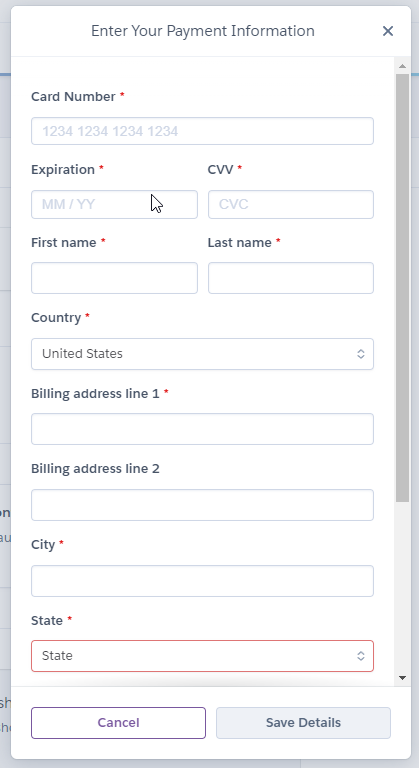 Enter Your Payment Information
Card Number *
1234 1234 1234 1234
Expiration * CVV *
MM / YY CVC
First name * Last name *
Country *
United States
Billing address line 1 *
Billing address line 2
City *
State *
State
Cancel Save Details